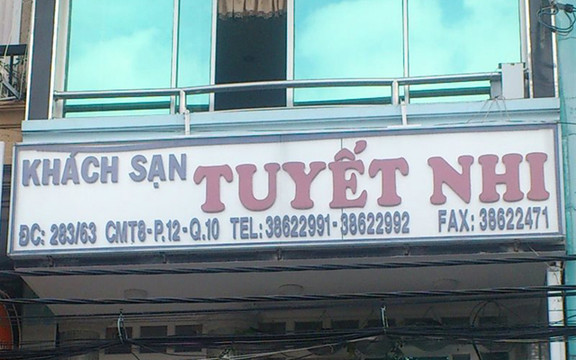 KHÁCH SẠN TUYẾT NHI
ĐC: 283/63 CMT8-P.12-Q.10 TEL: 38622991-38622992 FAX: 38622471